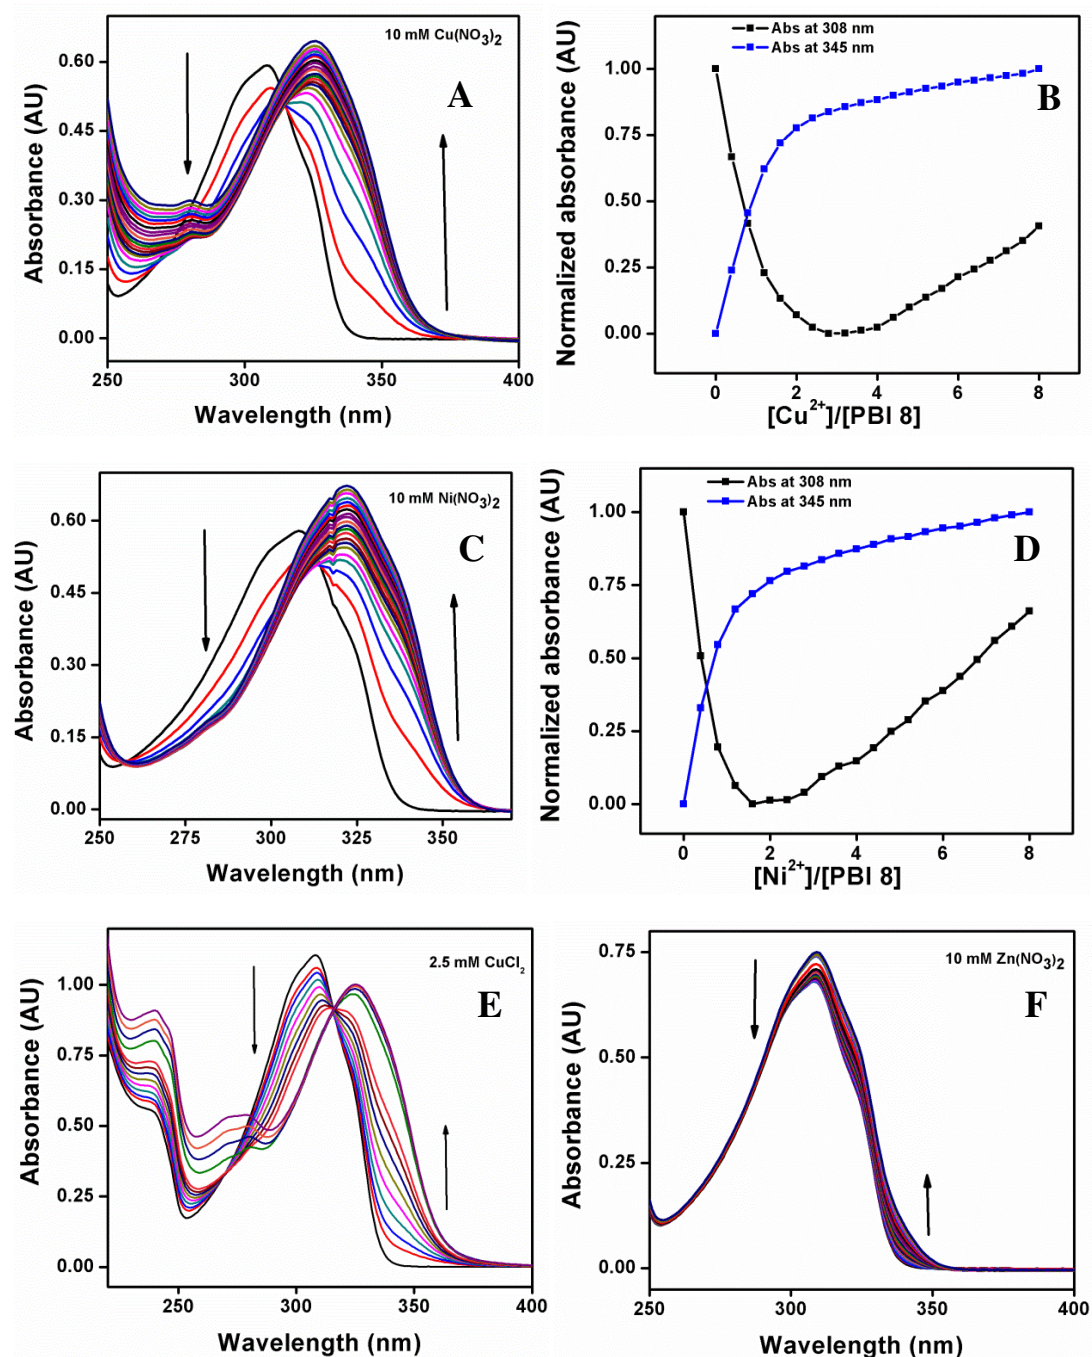 10 mM Cu(NO3)2
A
0.60
0.45
0.30
0.15
0.00
Absorbance (AU)
250 300 350 400
Wavelength (nm)
Abs at 308 nm
Abs at 345 nm
B
1.00
0.75
0.50
0.25
0.00
Normalized absorbance (AU)
0 2 4 6 8
[Cu2+]/[PBI 8]
10 mM Ni(NO3)2
C
0.60
0.45
0.30
0.15
0.00
Absorbance (AU)
250 275 300 325 350
Wavelength (nm)
Abs at 308 nm
Abs at 345 nm
D
1.00
0.75
0.50
0.25
0.00
Normalized absorbance (AU)
0 2 4 6 8
[Ni2+]/[PBI 8]
2.5 mM CuCl2
E
1.00
0.75
0.50
0.25
0.00
Absorbance (AU)
250 300 350 400
Wavelength (nm)
10 mM Zn(NO3)2
F
0.75
0.50
0.25
0.00
Absorbance (AU)
250 300 350 400
Wavelength (nm)